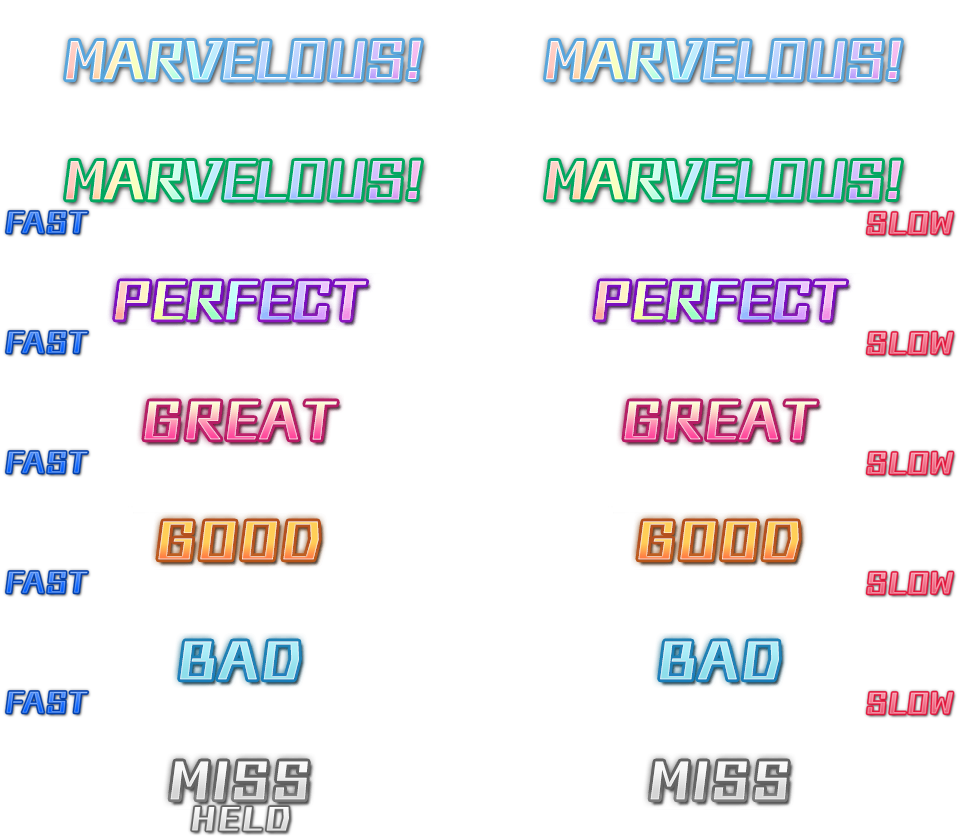 MARVELOUS! MARVELOUS!
MARVELOUS! MARVELOUS!
FAST SLOW
PERFECT PERFECT
FAST SLOW
GREAT GREAT
FAST SLOW
GOOD GOOD
FAST SLOW
BAD BAD
FAST SLOW
MISS MISS
HELD